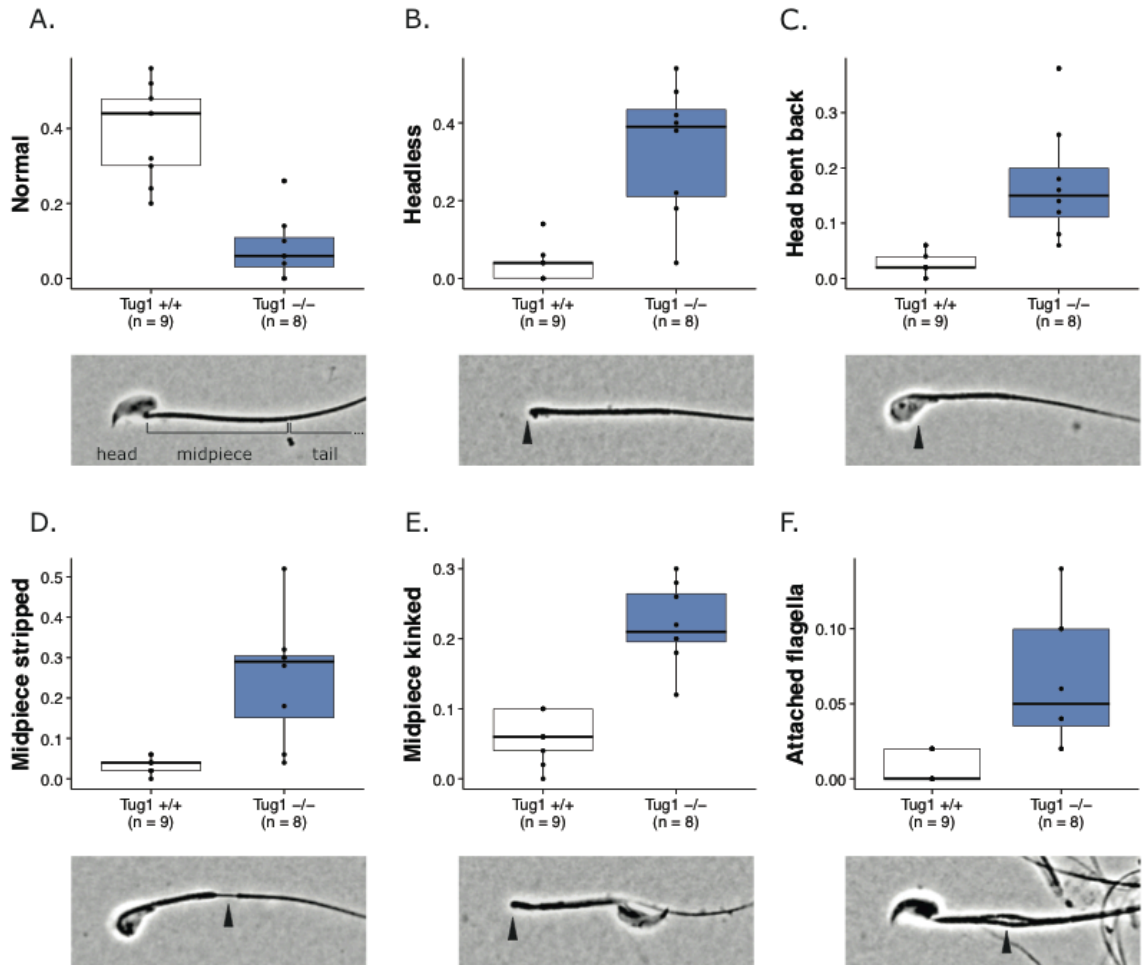 A.
Normal
0.4
0.2
0.0
Tug1 +/+
(n = 9)
Tug1 −/−
(n = 8)
head
midpiece
tail
...
B.
Headless
0.4
0.2
0.0
Tug1 +/+
(n = 9)
Tug1 −/−
(n = 8)
C.
Head bent back
0.3
0.2
0.1
0.0
Tug1 +/+
(n = 9)
Tug1 −/−
(n = 8)
D.
Midpiece stripped
0.5
0.4
0.3
0.2
0.1
0.0
Tug1 +/+
(n = 9)
Tug1 −/−
(n = 8)
E.
Midpiece kinked
0.3
0.2
0.1
0.0
Tug1 +/+
(n = 9)
Tug1 −/−
(n = 8)
F.
Attached flagella
0.10
0.05
0.00
Tug1 +/+
(n = 9)
Tug1 −/−
(n = 8)